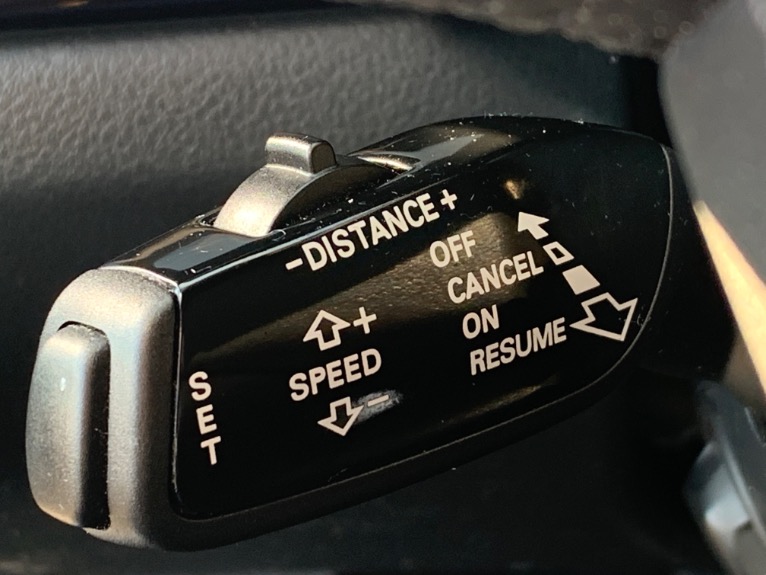 -DISTANCE+
OFF
CANCEL
ON
RESUME
+
SPEED
-
SET